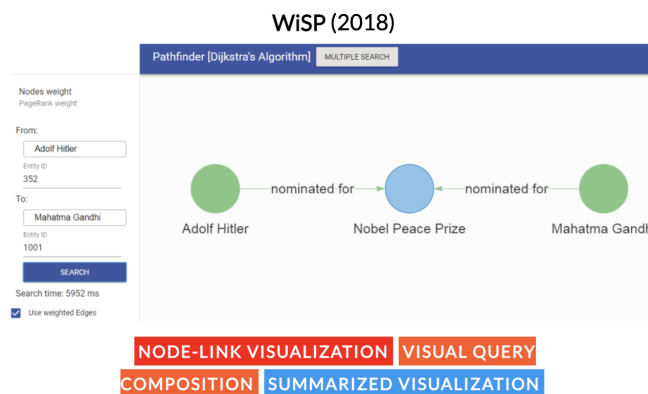 WiSP (2018)
Pathfinder [Dijkstra's Algorithm] MULTIPLE SEARCH
Nodes weight
PageRank weight
From:
Adolf Hitler
Entity ID
352
To:
Mahatma Gandhi
Entity ID
1001
SEARCH
Search time: 5952 ms
Use weighted Edges
nominated for nominated for
Adolf Hitler Nobel Peace Prize Mahatma Gandh
NODE-LINK VISUALIZATION VISUAL QUERY
COMPOSITION SUMMARIZED VISUALIZATION